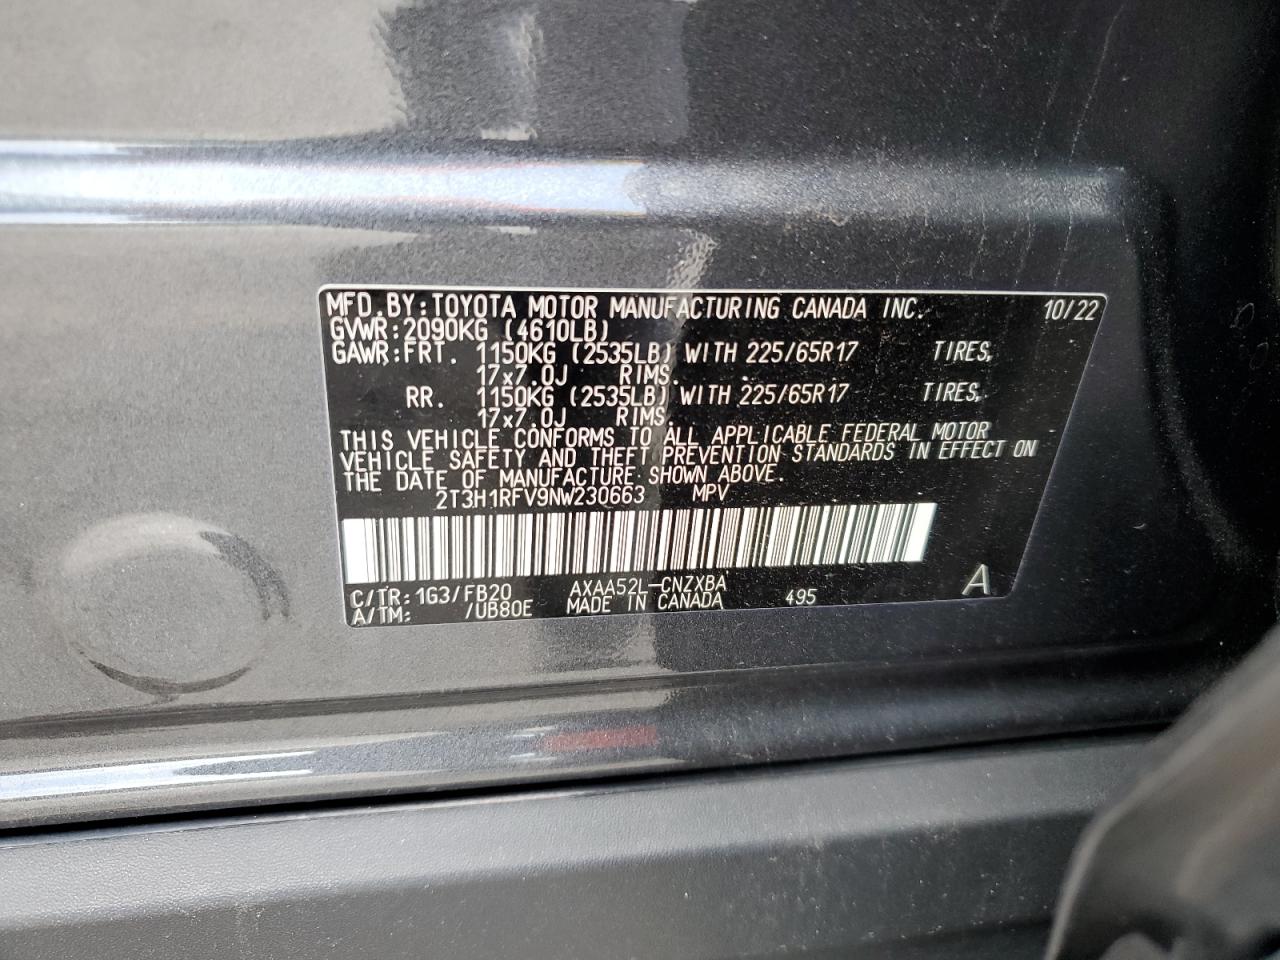 MFD.BY:TOYOTA MOTOR MANUFACTURING CANADA INC. 10/22
GVWR:2090KG (4610LB)
GAWR:FRT. 1150KG (2535LB) WITH 225/65R17 TIRES,
17x7.0J RIMS.
RR. 1150KG (2535LB) WITH 225/65R17 TIRES,
17x7.0J RIMS
THIS VEHICLE CONFORMS TO ALL APPLICABLE FEDERAL MOTOR
VEHICLE SAFETY AND THEFT PREVENTION STANDARDS IN EFFECT ON
THE DATE OF MANUFACTURE SHOWN ABOVE.
2T3H1RFV9NW230663 MPV
C/TR:1G3/FB20 AXAA52L-CNZXBA A
A/TM: /UB80E MADE IN CANADA 495